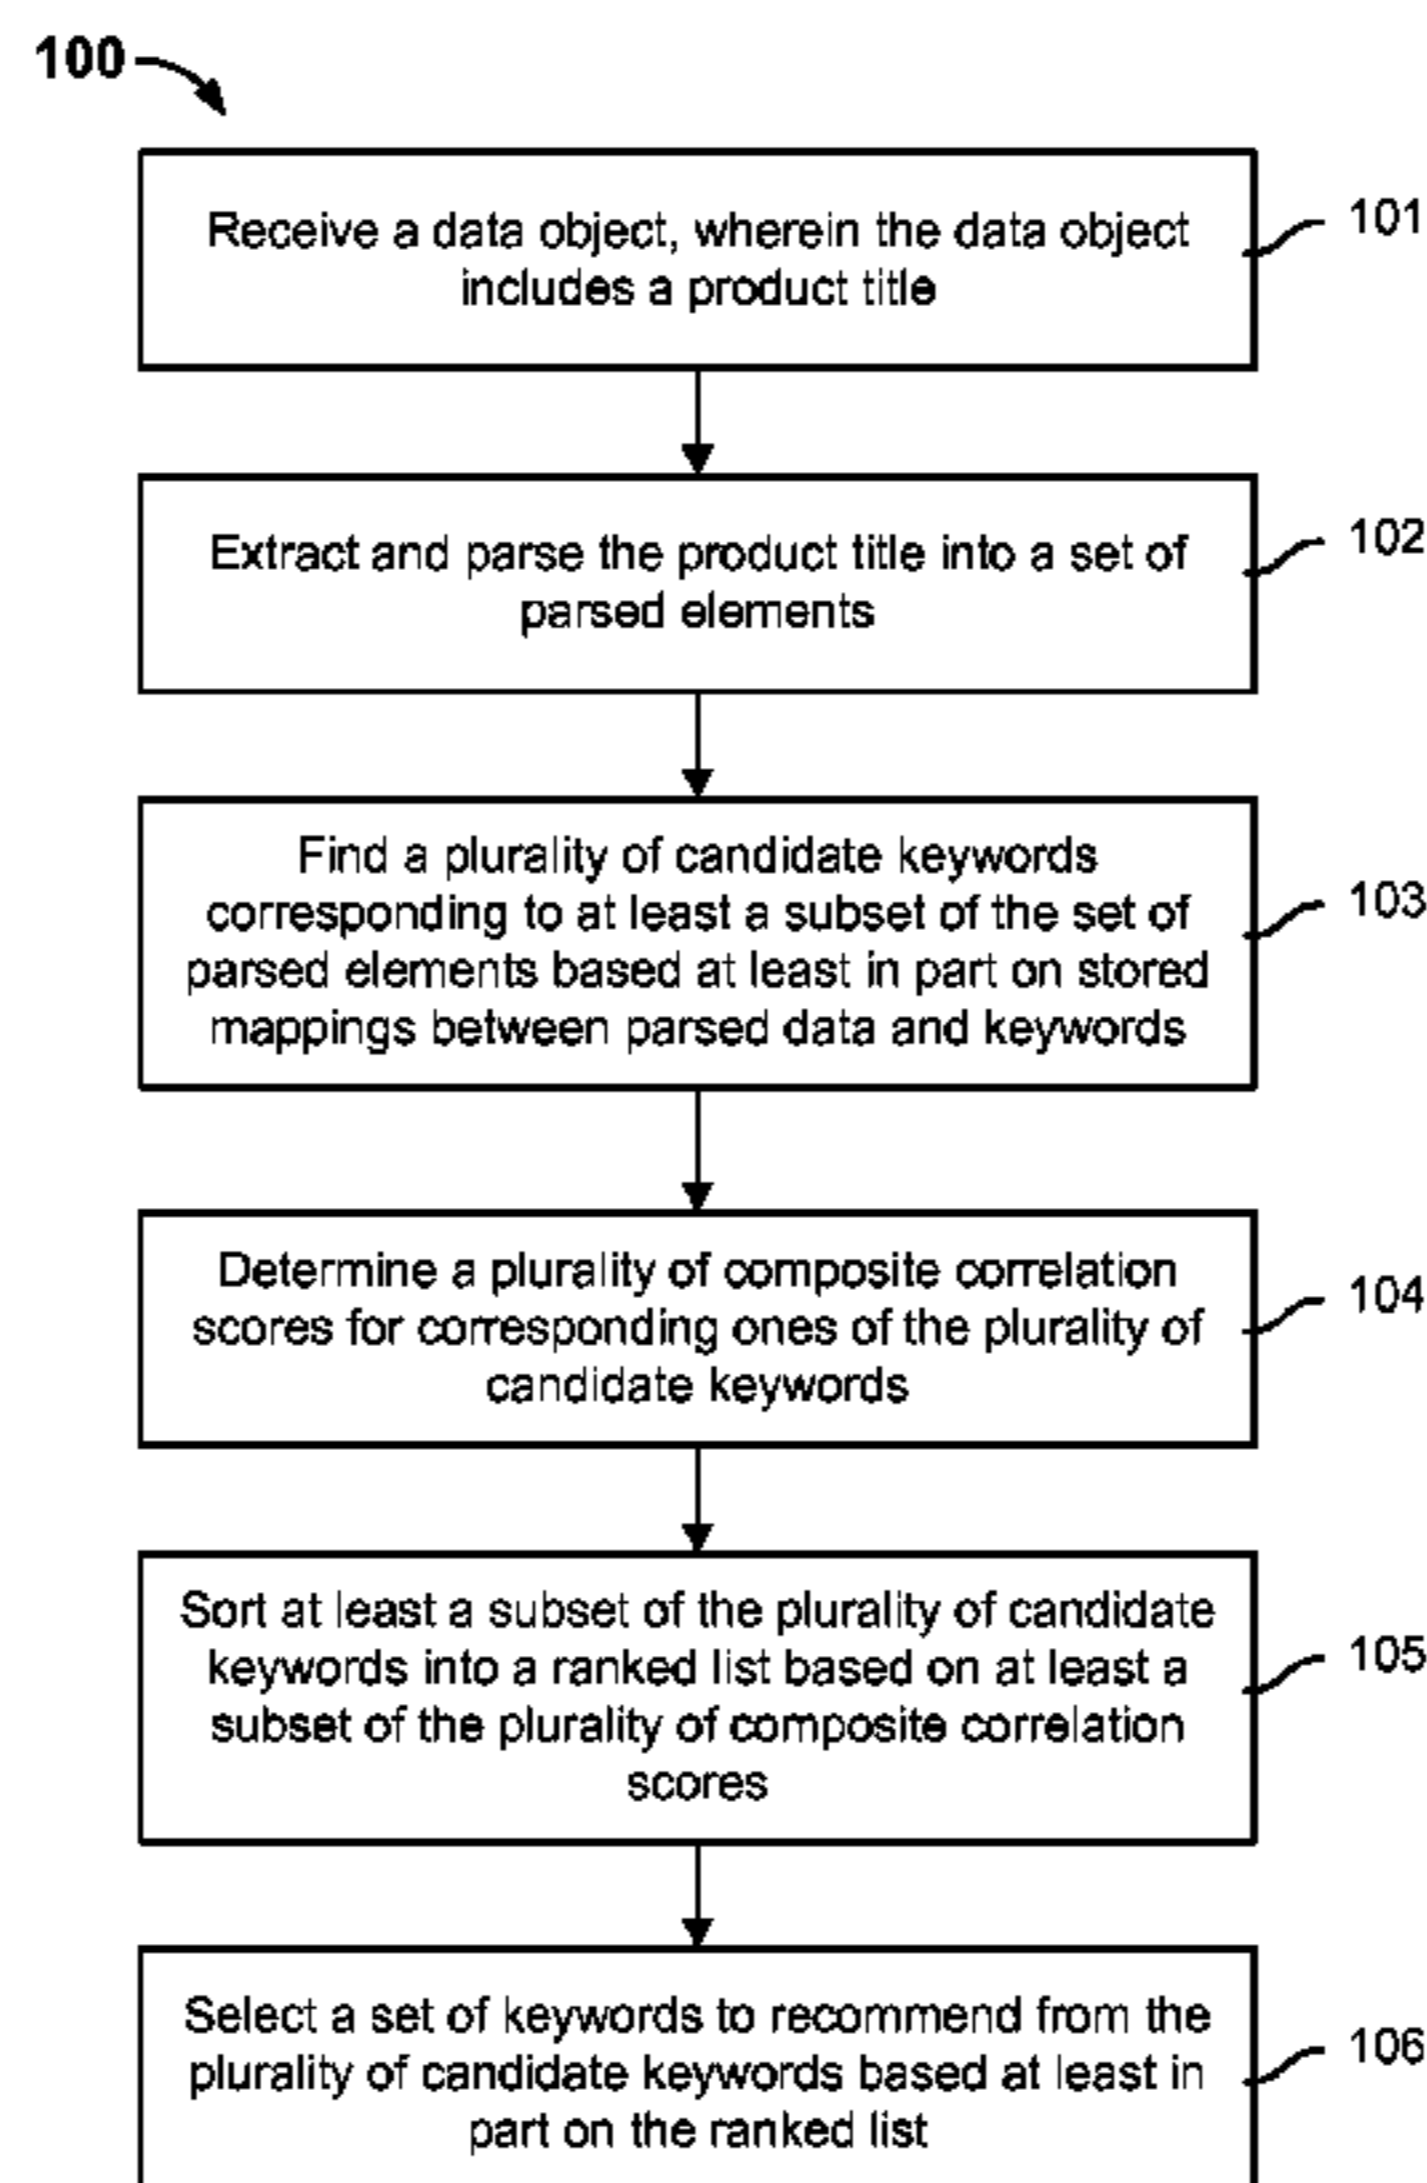 100
Receive a data object, wherein the data object
includes a product title
101
Extract and parse the product title into a set of
parsed elements
102
Find a plurality of candidate keywords
corresponding to at least a subset of the set of
parsed elements based at least in part on stored
mappings between parsed data and keywords
103
Determine a plurality of composite correlation
scores for corresponding ones of the plurality of
candidate keywords
104
Sort at least a subset of the plurality of candidate
keywords into a ranked list based on at least a
subset of the plurality of composite correlation
scores
105
Select a set of keywords to recommend from the
plurality of candidate keywords based at least in
part on the ranked list
106